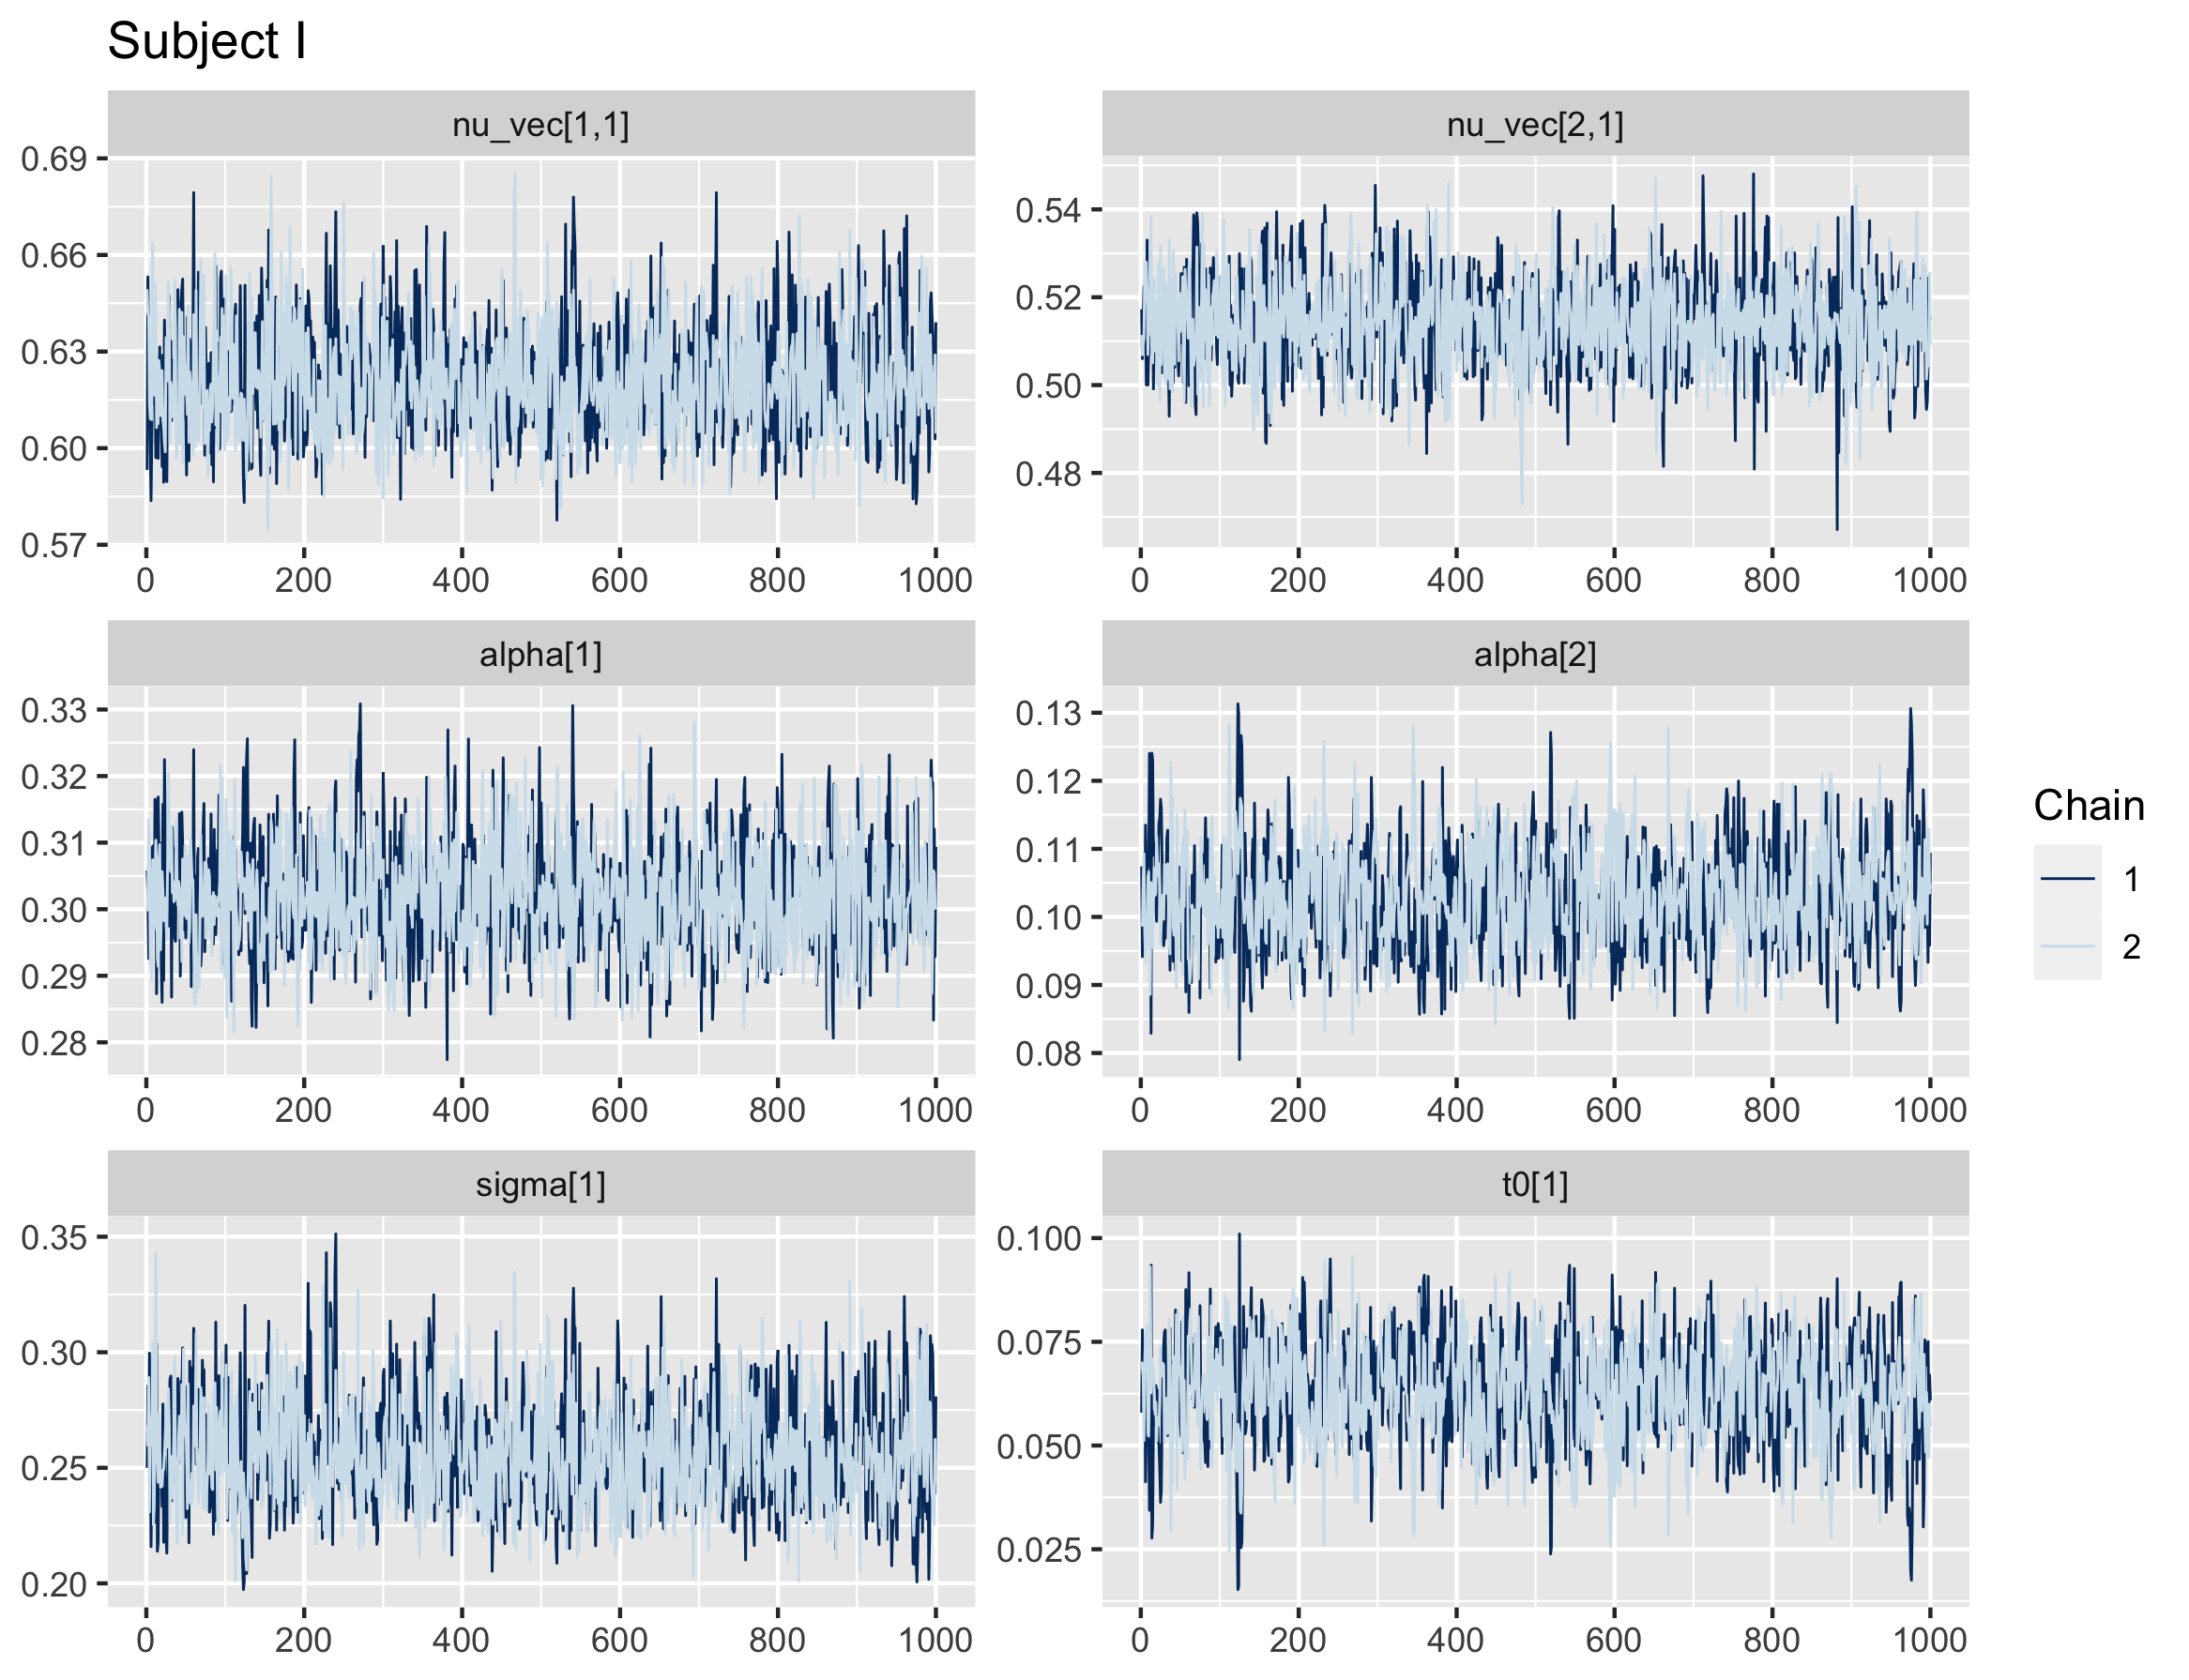 Subject I
nu_vec[1,1]
0.69
0.66
0.63
0.60
0.57
0 200 400 600 800 1000
nu_vec[2,1]
0.54
0.52
0.50
0.48
0 200 400 600 800 1000
alpha[1]
0.33
0.32
0.31
0.30
0.29
0.28
0 200 400 600 800 1000
alpha[2]
0.13
0.12
0.11
0.10
0.09
0.08
0 200 400 600 800 1000
sigma[1]
0.35
0.30
0.25
0.20
0 200 400 600 800 1000
t0[1]
0.100
0.075
0.050
0.025
0 200 400 600 800 1000
Chain
1
2